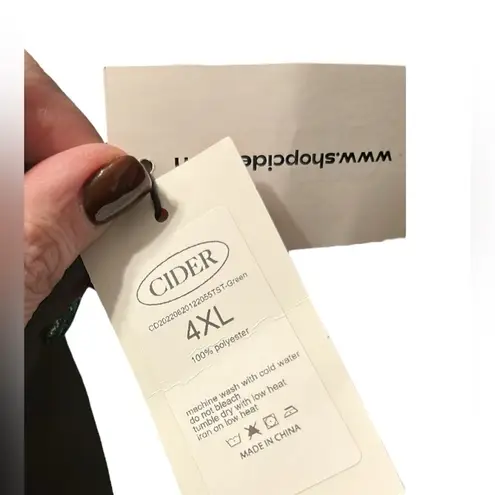 www.shopcide
CIDER
CD20220620122055TST-Green
4XL
100% polyester
machine wash with cold water
do not bleach
tumble dry with low heat
iron on low heat
MADE IN CHINA